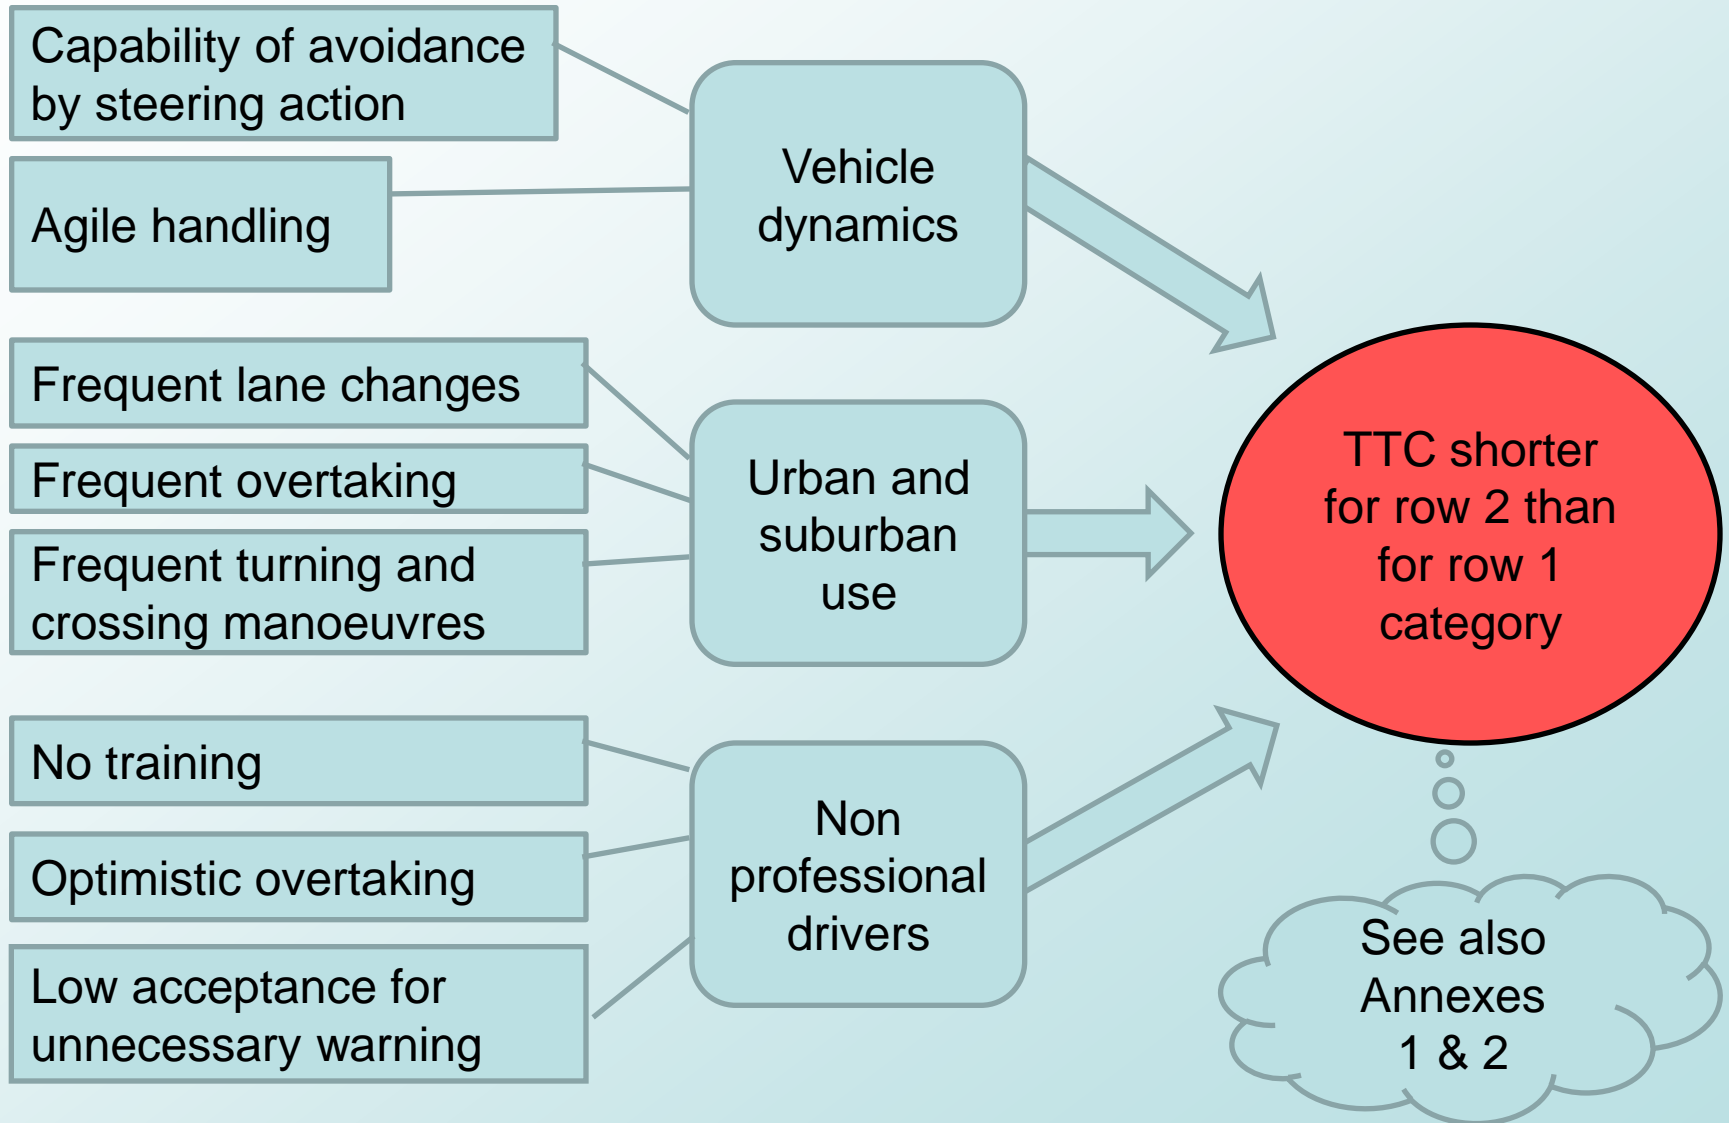 Capability of avoidance
by steering action
Agile handling
Vehicle
dynamics
Frequent lane changes
Frequent overtaking
Frequent turning and
crossing manoeuvres
Urban and
suburban
use
No training
Optimistic overtaking
Low acceptance for
unnecessary warning
Non
professional
drivers
TTC shorter
for row 2 than
for row 1
category
See also
Annexes
1 & 2